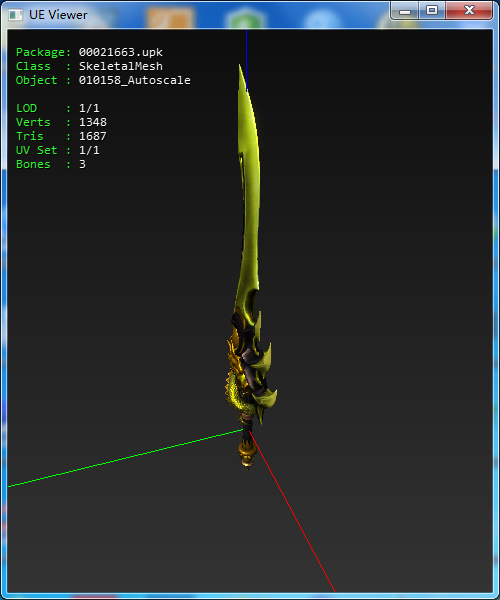 UE Viewer
Package: 00021663.upk
Class  : SkeletalMesh
Object : 010158_Autoscale
LOD    : 1/1
Verts  : 1348
Tris   : 1687
UV Set : 1/1
Bones  : 3